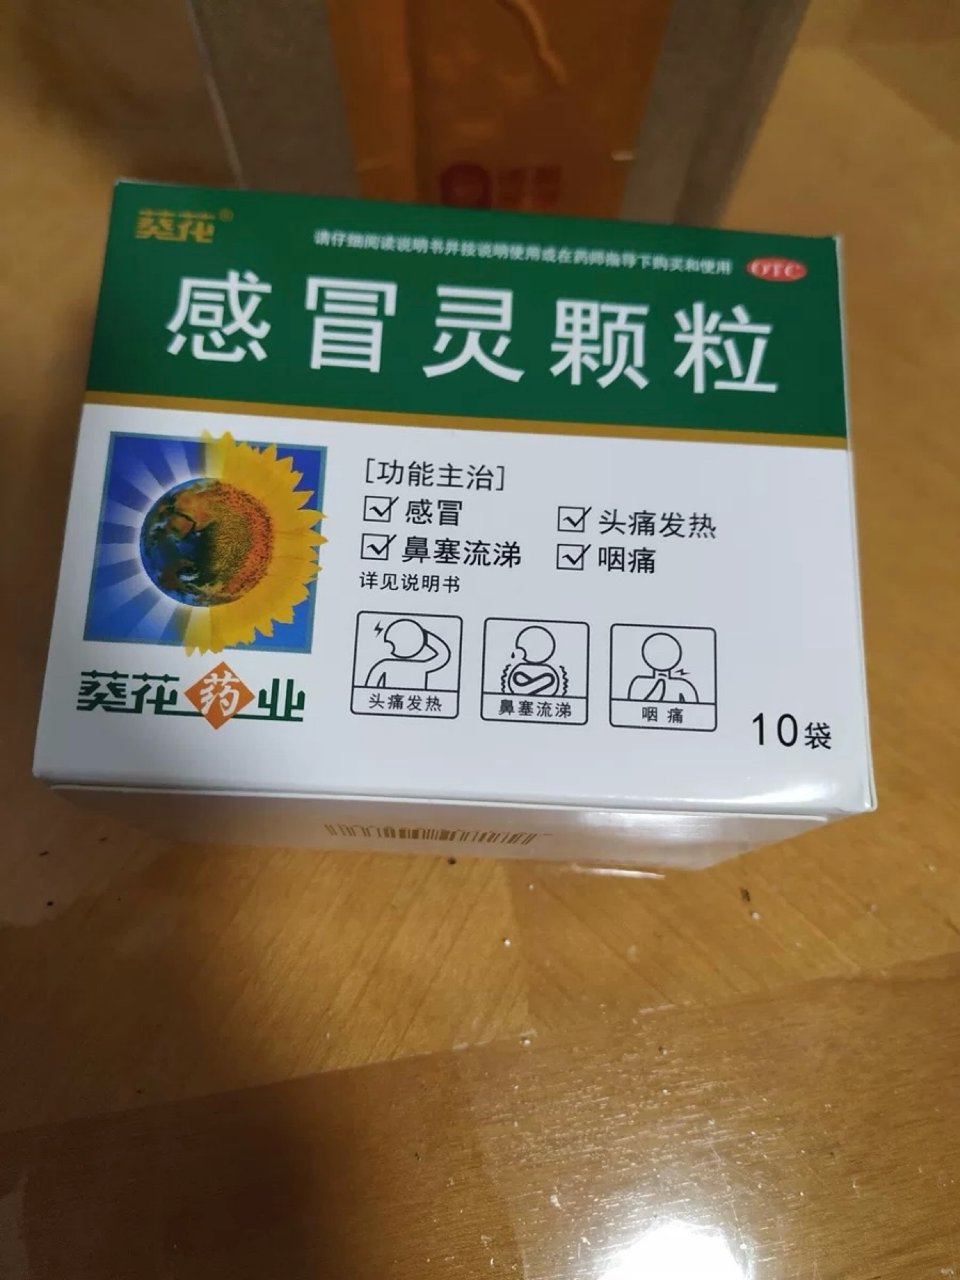 葵花®
请仔细阅读说明书并按说明使用或在药师指导下购买和使用
OTC
感冒灵颗粒
[功能主治]
感冒 头痛发热
鼻塞流涕 咽痛
详见说明书
头痛发热 鼻塞流涕 咽痛
葵花药业
10袋